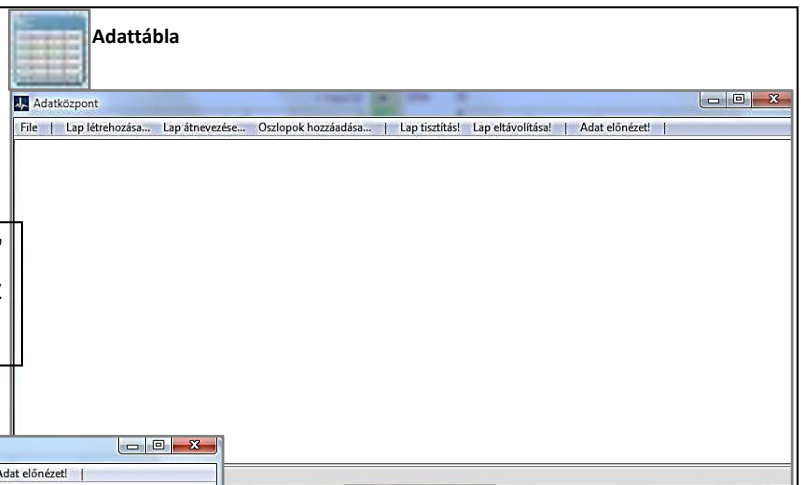 Adattábla
Adatközpont
File | Lap létrehozása... Lap átnevezése... Oszlopok hozzáadása... | Lap tisztítás! Lap eltávolítása! | Adat előnézet! |
Adat előnézet! |